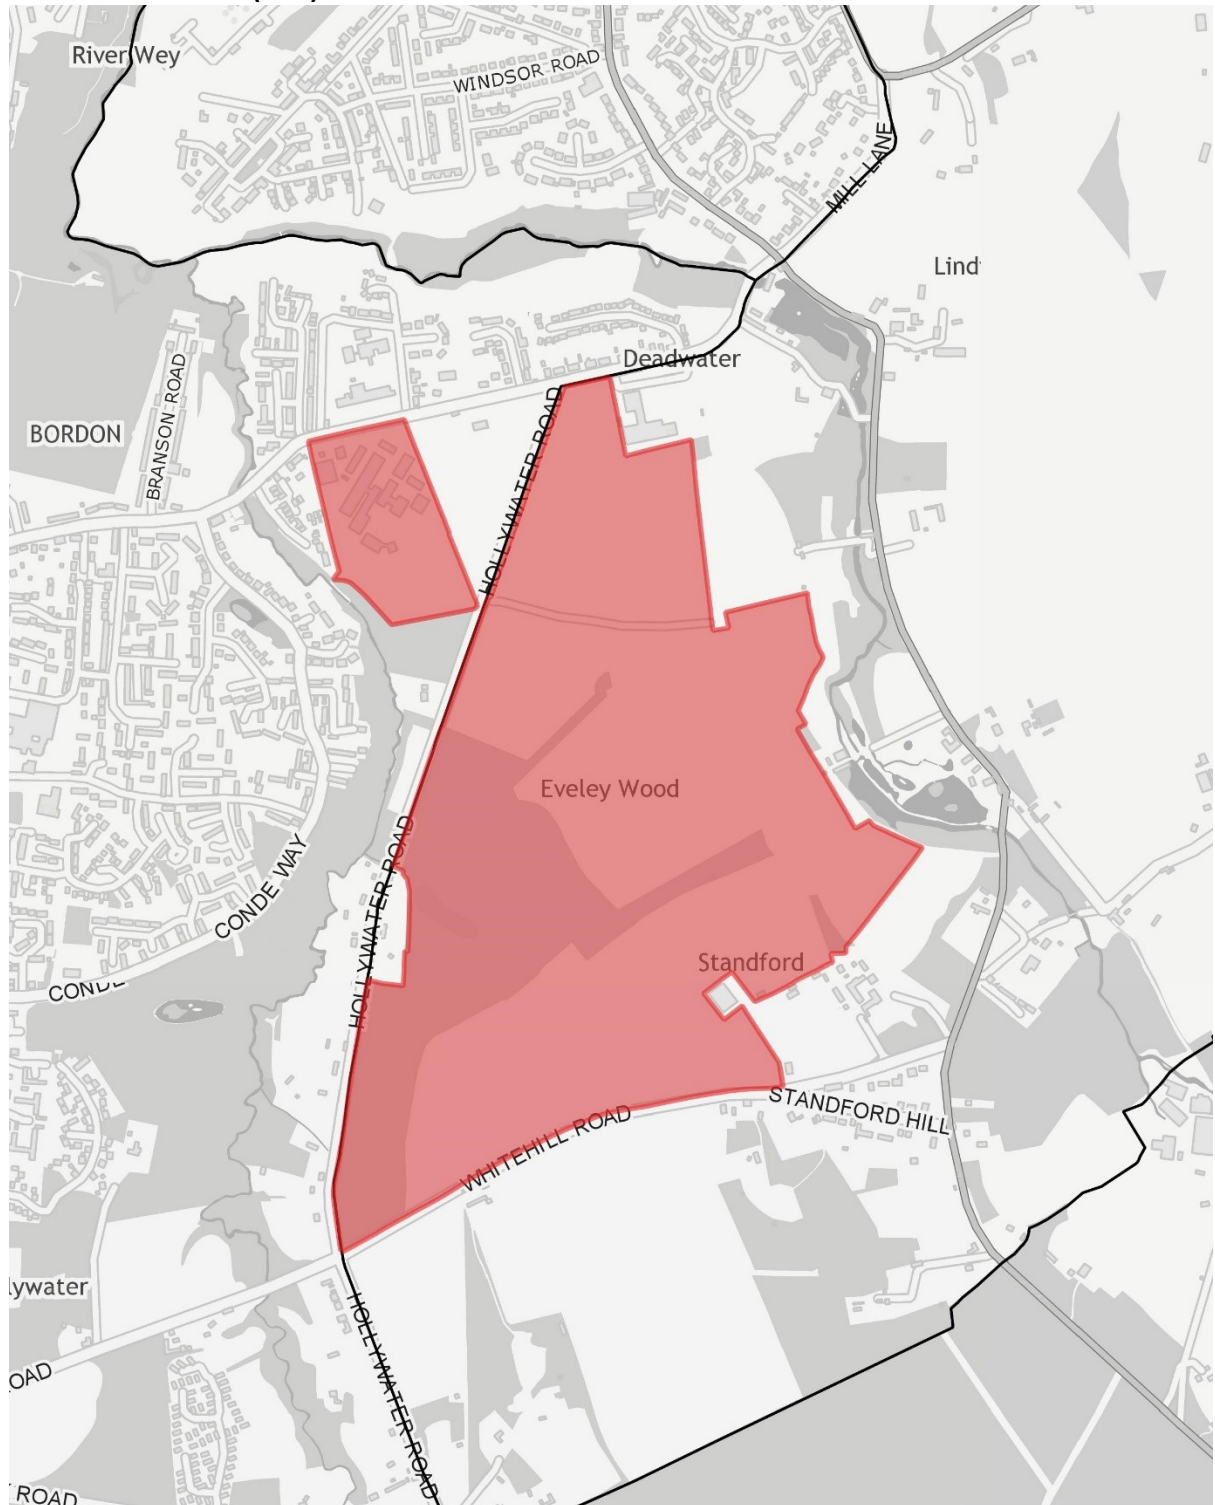 River Wey
WINDSOR ROAD
MILL LANE
Lind
Deadwater
BRANSON ROAD
BORDON
HOLLYWATER ROAD
Eveley Wood
HOLLYWATER ROAD
CONDE WAY
Standford
CONDE
STANDFORD HILL
WHITEHILL ROAD
lywater
HOLLYWATER ROAD
OAD
ROAD